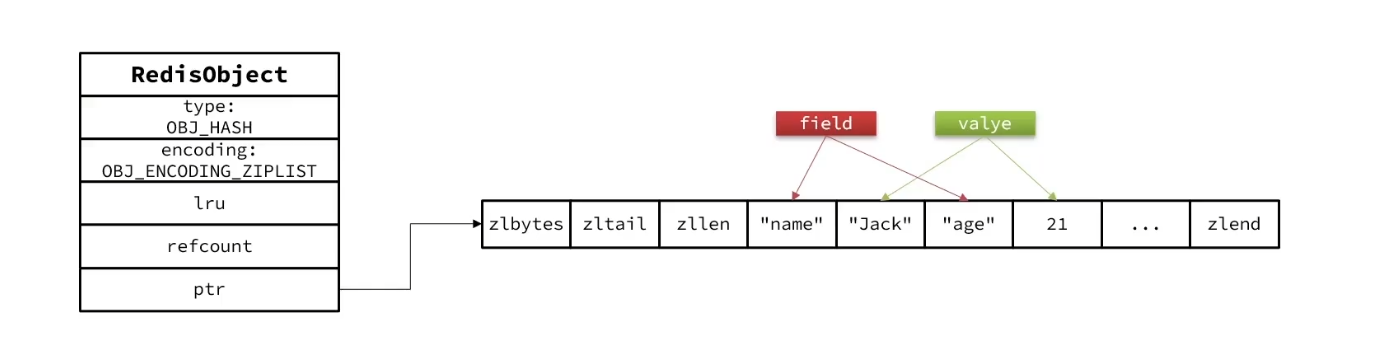 RedisObject
type:
OBJ_HASH
encoding:
OBJ_ENCODING_ZIPLIST
lru
refcount
ptr
field valye
zlbytes zltail zllen "name" "Jack" "age" 21 ... zlend